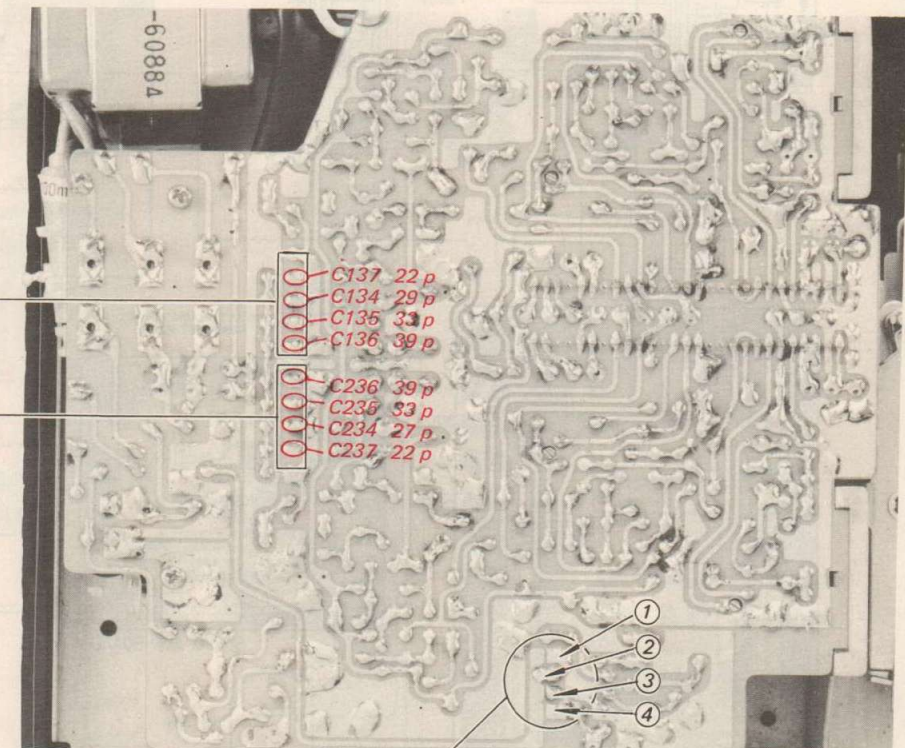 -60884
00m
C137 22 p
C134 29 p
C135 33 p
C136 39 p
C236 39 p
C235 33 p
C234 27 p
C237 22 p
①
②
③
④